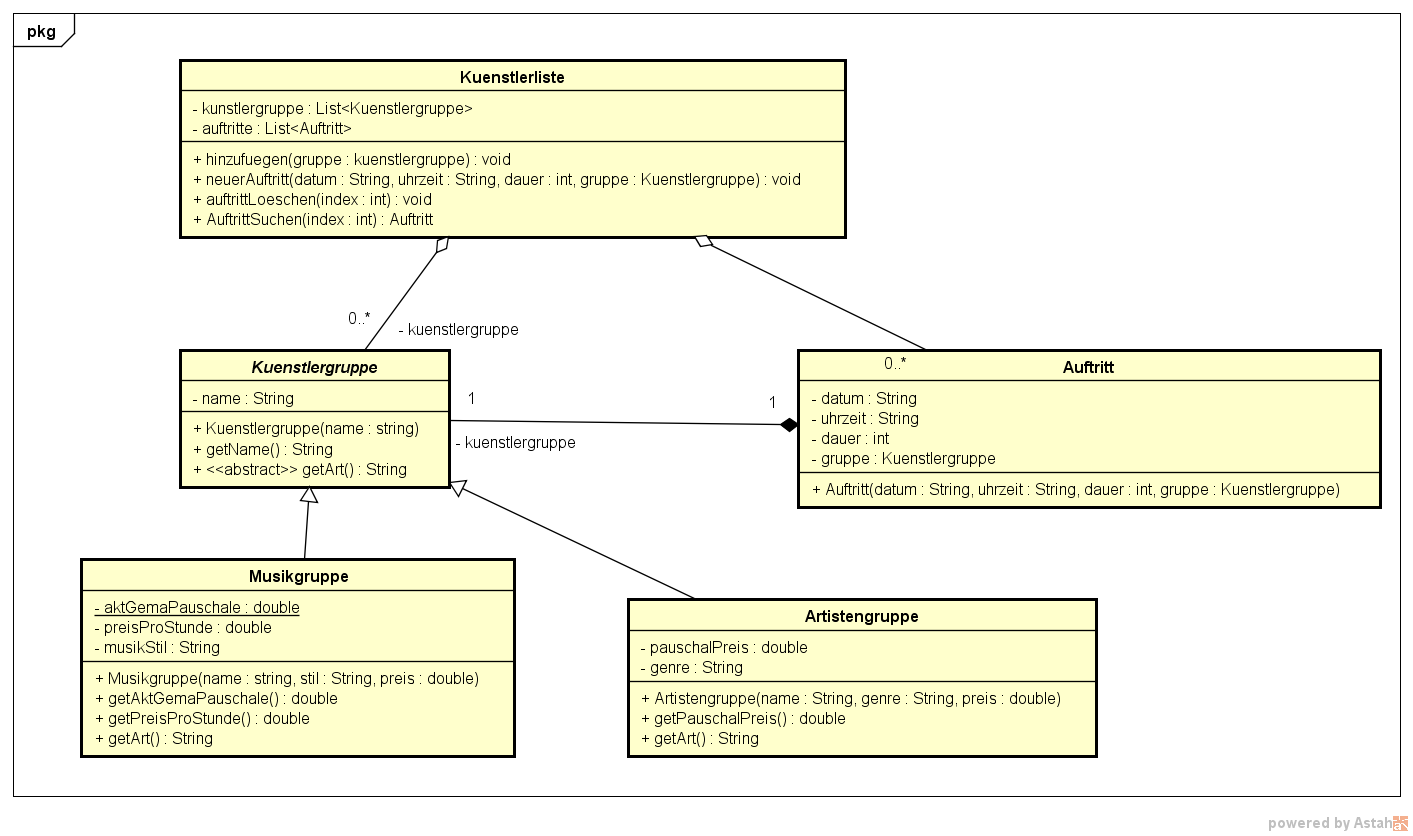 pkg
Kuenstlerliste
- kunstlergruppe : List<Kuenstlergruppe>
- auftritte : List<Auftritt>
+ hinzufuegen(gruppe : kuenstlergruppe) : void
+ neuerAuftritt(datum : String, uhrzeit : String, dauer : int, gruppe : Kuenstlergruppe) : void
+ auftrittLoeschen(index : int) : void
+ AuftrittSuchen(index : int) : Auftritt
0..*
- kuenstlergruppe
Kuenstlergruppe
- name : String
+ Kuenstlergruppe(name : string)
+ getName() : String
+ <<abstract>> getArt() : String
1
- kuenstlergruppe
1
0..*
Auftritt
- datum : String
- uhrzeit : String
- dauer : int
- gruppe : Kuenstlergruppe
+ Auftritt(datum : String, uhrzeit : String, dauer : int, gruppe : Kuenstlergruppe)
Musikgruppe
- aktGemaPauschale : double
- preisProStunde : double
- musikStil : String
+ Musikgruppe(name : string, stil : String, preis : double)
+ getAktGemaPauschale() : double
+ getPreisProStunde() : double
+ getArt() : String
Artistengruppe
- pauschalPreis : double
- genre : String
+ Artistengruppe(name : String, genre : String, preis : double)
+ getPauschalPreis() : double
+ getArt() : String
powered by Astah